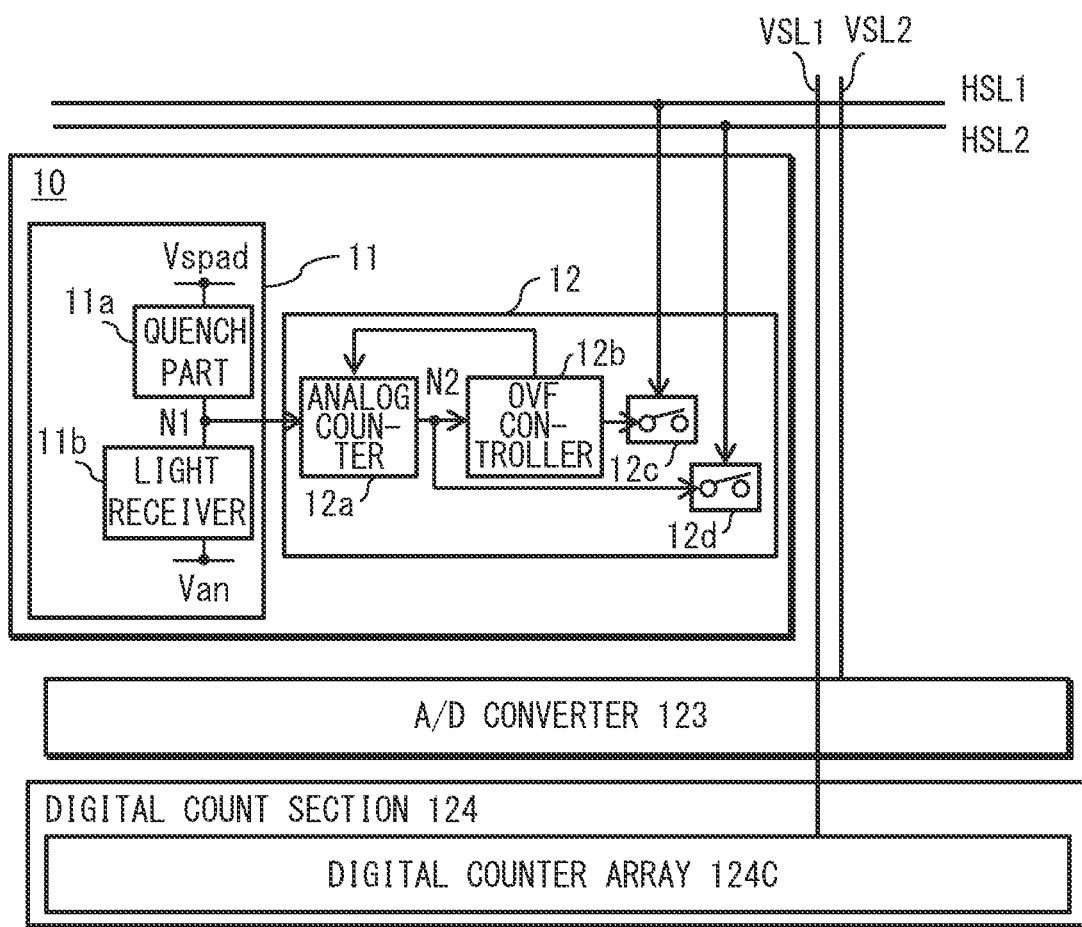 VSL1 VSL2
HSL1
HSL2
10
Vspad
11
11a
QUENCH
PART
12
12b
N1
ANALOG
COUN-
TER
N2
OVF
CON-
TROLLER
11b
LIGHT
RECEIVER
12a
12c
12d
Van
A/D CONVERTER 123
DIGITAL COUNT SECTION 124
DIGITAL COUNTER ARRAY 124C